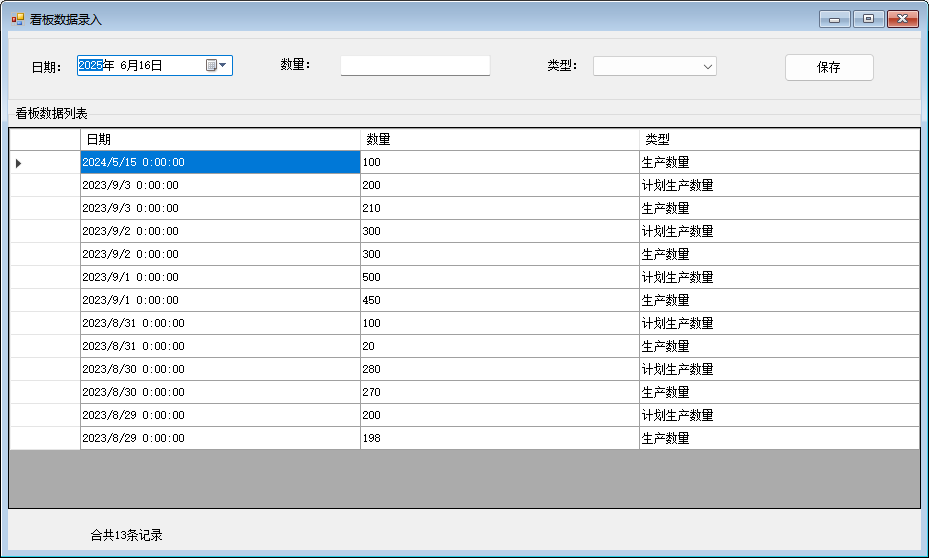 看板数据录入
日期： 2025年 6月16日 数量： 类型： 保存
看板数据列表
日期 数量 类型
2024/5/15 0:00:00 100 生产数量
2023/9/3 0:00:00 200 计划生产数量
2023/9/3 0:00:00 210 生产数量
2023/9/2 0:00:00 300 计划生产数量
2023/9/2 0:00:00 300 生产数量
2023/9/1 0:00:00 500 计划生产数量
2023/9/1 0:00:00 450 生产数量
2023/8/31 0:00:00 100 计划生产数量
2023/8/31 0:00:00 20 生产数量
2023/8/30 0:00:00 280 计划生产数量
2023/8/30 0:00:00 270 生产数量
2023/8/29 0:00:00 200 计划生产数量
2023/8/29 0:00:00 198 生产数量
合共13条记录